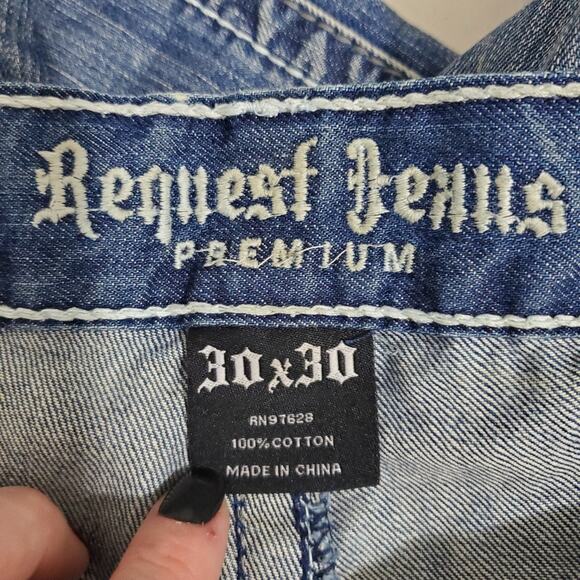 Request Jeans
PREMIUM
30x30
RN97628
100% COTTON
MADE IN CHINA